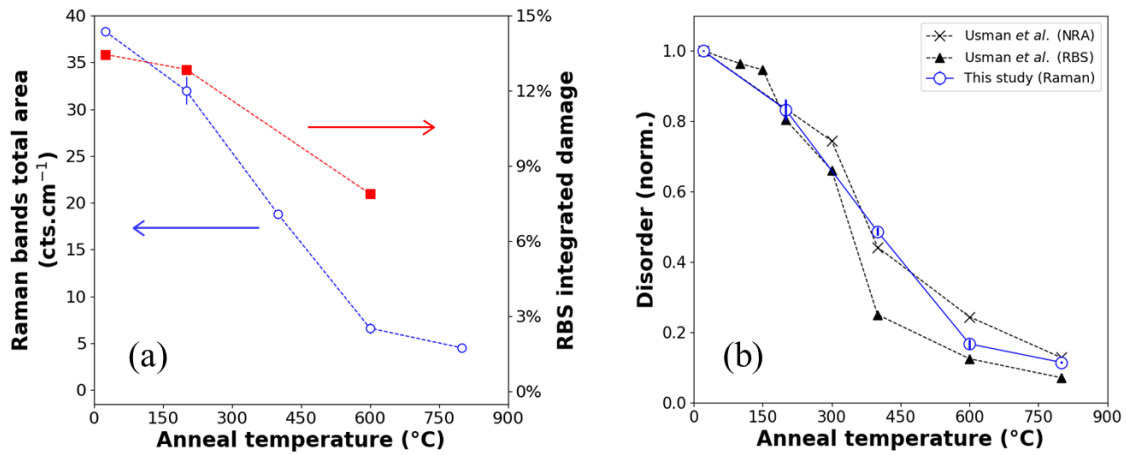 40
35
30
25
20
15
10
5
0
Raman bands total area
(cts.cm⁻¹)
15%
12%
9%
6%
3%
0%
RBS integrated damage
(a)
0 150 300 450 600 750 900
Anneal temperature (°C)
1.0
0.8
0.6
0.4
0.2
0.0
Disorder (norm.)
Usman et al. (NRA)
Usman et al. (RBS)
This study (Raman)
(b)
0 150 300 450 600 750 900
Anneal temperature (°C)